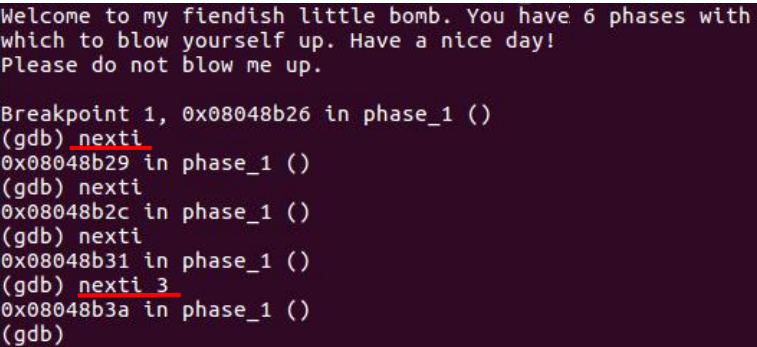 Welcome to my fiendish little bomb. You have 6 phases with
which to blow yourself up. Have a nice day!
Please do not blow me up.
Breakpoint 1, 0x08048b26 in phase_1 ()
(gdb) nexti
0x08048b29 in phase_1 ()
(gdb) nexti
0x08048b2c in phase_1 ()
(gdb) nexti
0x08048b31 in phase_1 ()
(gdb) nexti 3
0x08048b3a in phase_1 ()
(gdb)